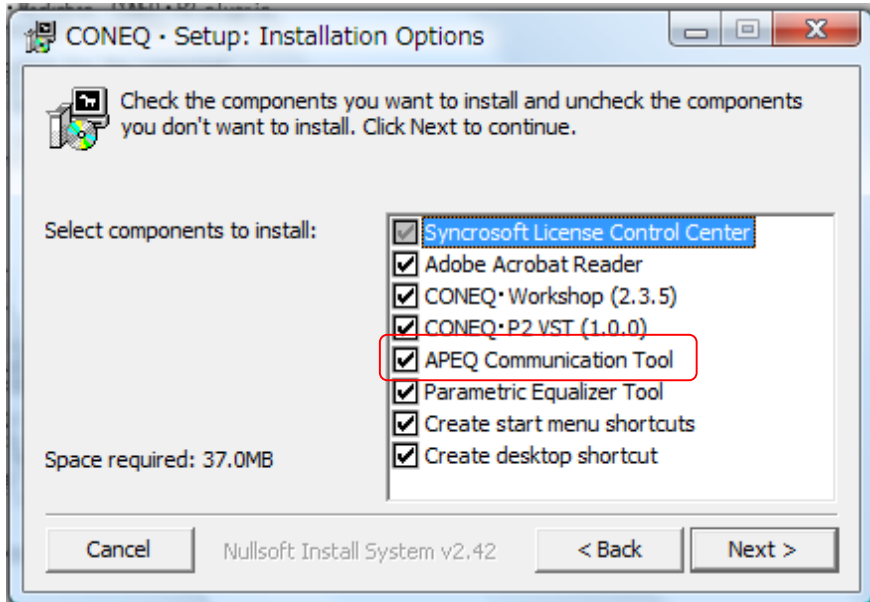 CONEQ・Setup: Installation Options
Check the components you want to install and uncheck the components
you don't want to install. Click Next to continue.
Select components to install:
Syncrosoft License Control Center
Adobe Acrobat Reader
CONEQ・Workshop (2.3.5)
CONEQ・P2 VST (1.0.0)
APEQ Communication Tool
Parametric Equalizer Tool
Create start menu shortcuts
Create desktop shortcut
Space required: 37.0MB
Cancel
Nullsoft Install System v2.42
< Back
Next >